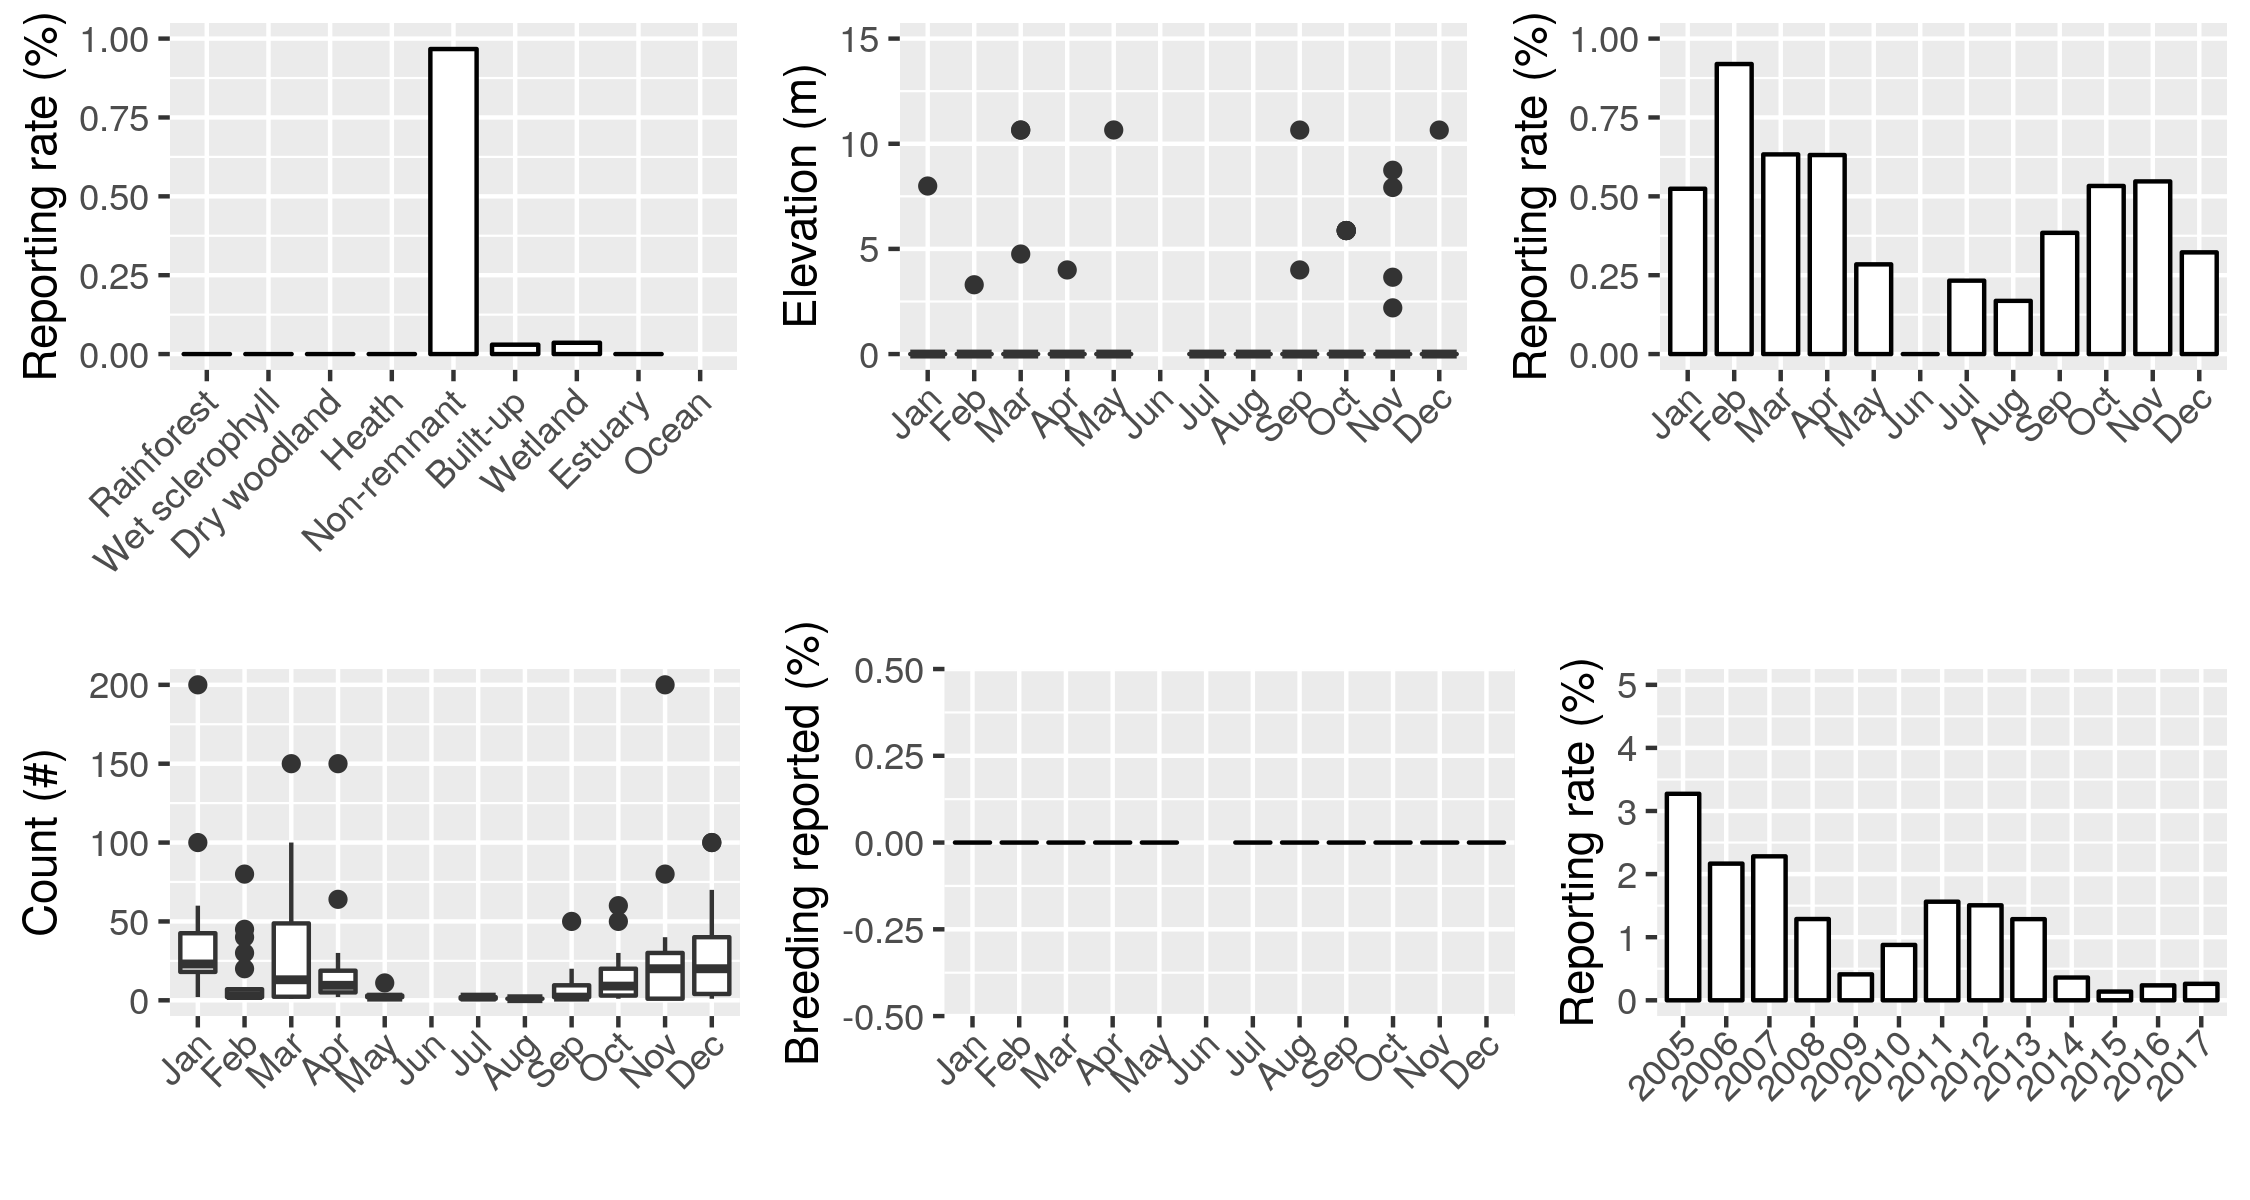 Reporting rate (%)
1.00
0.75
0.50
0.25
0.00
Rainforest
Wet sclerophyll
Dry woodland
Heath
Non-remnant
Built-up
Wetland
Estuary
Ocean
Elevation (m)
15
10
5
0
Jan
Feb
Mar
Apr
May
Jun
Jul
Aug
Sep
Oct
Nov
Dec
Reporting rate (%)
1.00
0.75
0.50
0.25
0.00
Jan
Feb
Mar
Apr
May
Jun
Jul
Aug
Sep
Oct
Nov
Dec
Count (#)
200
150
100
50
0
Jan
Feb
Mar
Apr
May
Jun
Jul
Aug
Sep
Oct
Nov
Dec
Breeding reported (%)
0.50
0.25
0.00
-0.25
-0.50
Jan
Feb
Mar
Apr
May
Jun
Jul
Aug
Sep
Oct
Nov
Dec
Reporting rate (%)
5
4
3
2
1
0
2005
2006
2007
2008
2009
2010
2011
2012
2013
2014
2015
2016
2017